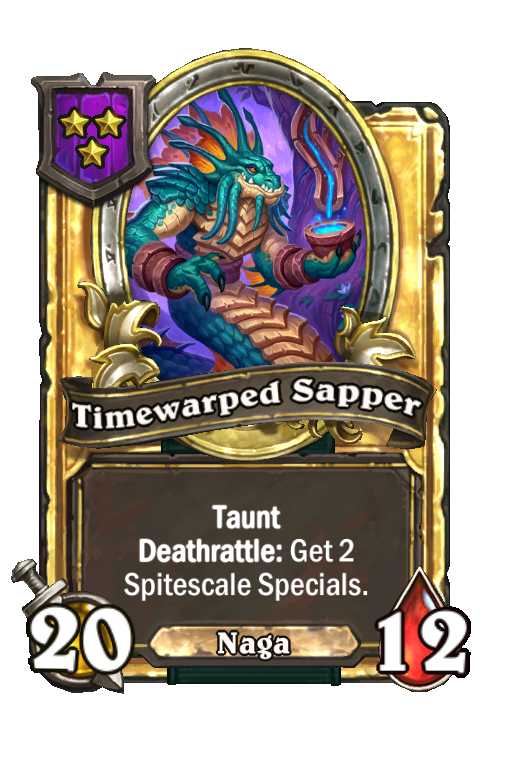 Timewarped Sapper
Taunt
Deathrattle: Get 2
Spitescale Specials.
20
Naga
12